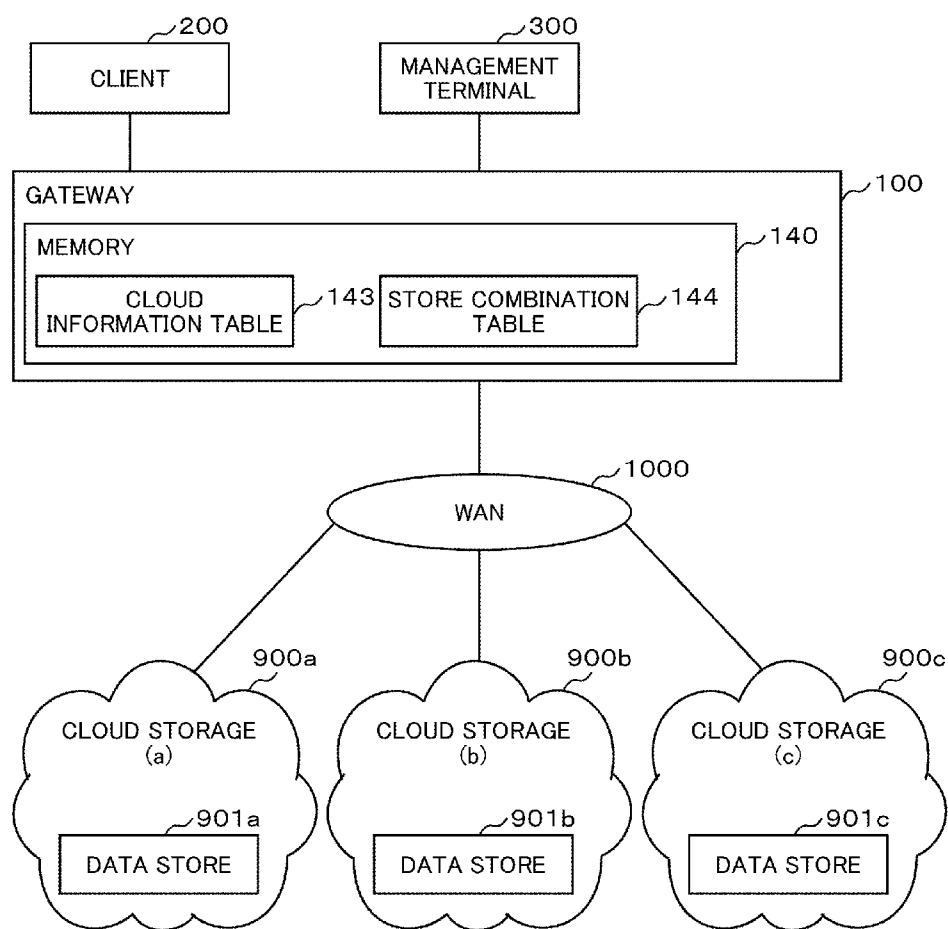 200
300
CLIENT
MANAGEMENT
TERMINAL
GATEWAY
100
MEMORY
140
CLOUD
INFORMATION TABLE
143
STORE COMBINATION
TABLE
144
1000
WAN
900a
900b
900c
CLOUD STORAGE
(a)
CLOUD STORAGE
(b)
CLOUD STORAGE
(c)
901a
901b
901c
DATA STORE
DATA STORE
DATA STORE